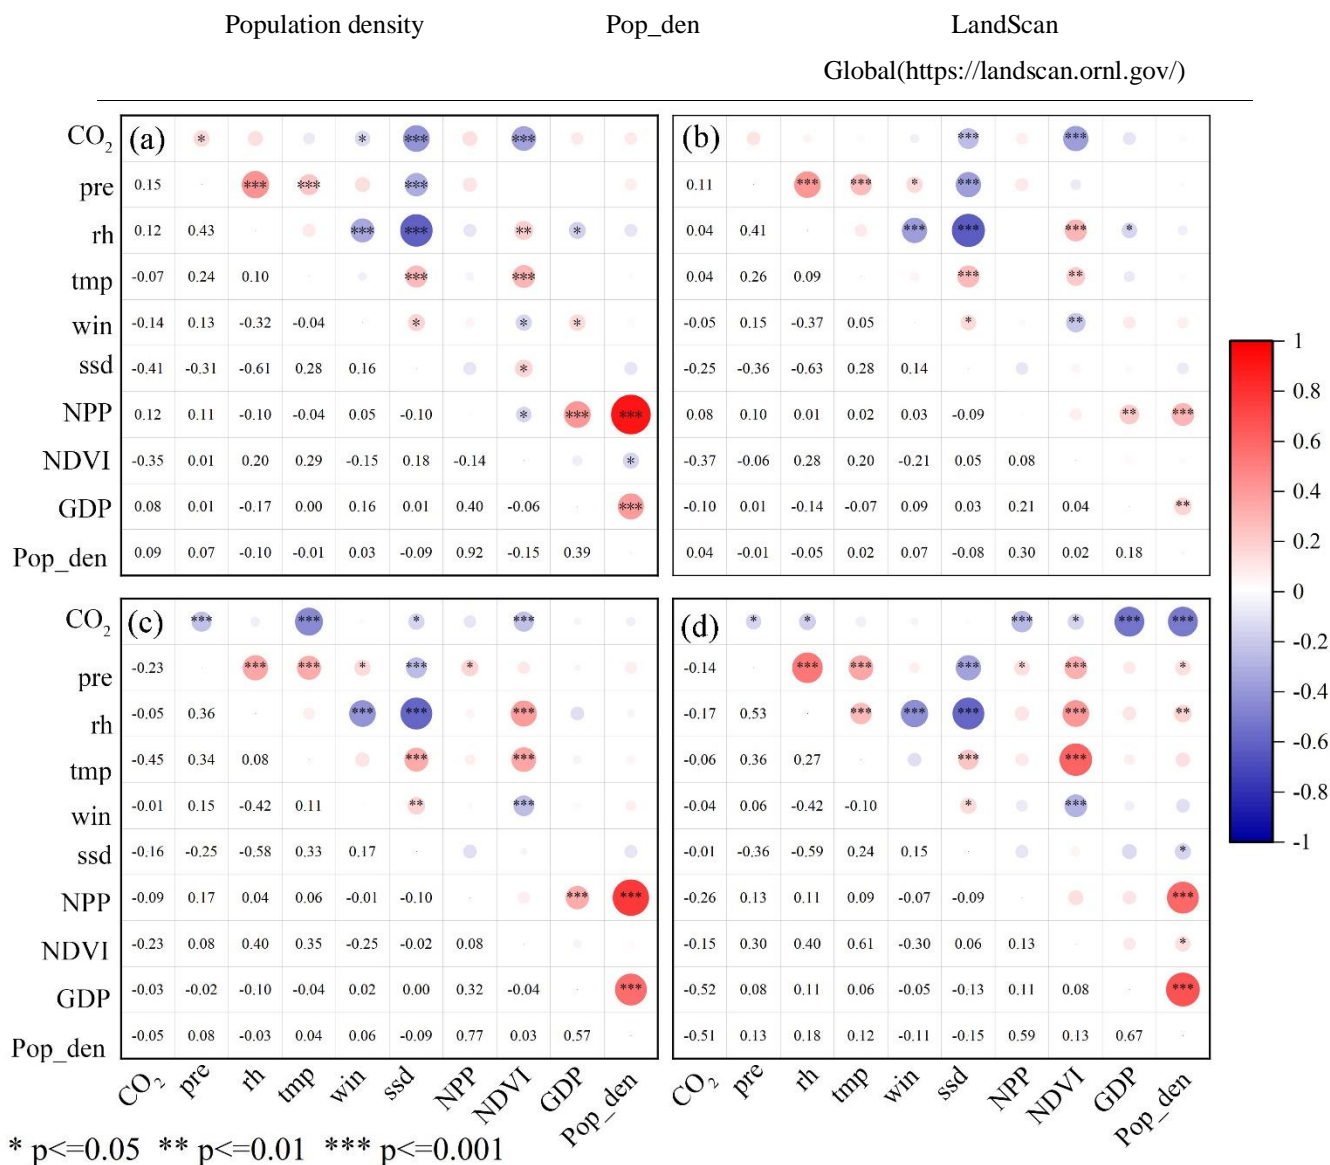 Population density Pop_den LandScan
Global(https://landscan.ornl.gov/)
CO2 (a) * * *** *** (b) *** ***
pre 0.15 *** *** *** 0.11 *** *** * ***
rh 0.12 0.43 *** *** ** * 0.04 0.41 *** *** *** *
tmp -0.07 0.24 0.10 *** *** 0.04 0.26 0.09 *** **
win -0.14 0.13 -0.32 -0.04 * * * -0.05 0.15 -0.37 0.05 * **
ssd -0.41 -0.31 -0.61 0.28 0.16 * -0.25 -0.36 -0.63 0.28 0.14
NPP 0.12 0.11 -0.10 -0.04 0.05 -0.10 * *** *** 0.08 0.10 0.01 0.02 0.03 -0.09 ** ***
NDVI -0.35 0.01 0.20 0.29 -0.15 0.18 -0.14 * -0.37 -0.06 0.28 0.20 -0.21 0.05 0.08
GDP 0.08 0.01 -0.17 0.00 0.16 0.01 0.40 -0.06 *** -0.10 0.01 -0.14 -0.07 0.09 0.03 0.21 0.04 **
Pop_den 0.09 0.07 -0.10 -0.01 0.03 -0.09 0.92 -0.15 0.39 0.04 -0.01 -0.05 0.02 0.07 -0.08 0.30 0.02 0.18
CO2 (c) *** *** * *** (d) * * *** * *** ***
pre -0.23 *** *** * *** * -0.14 *** *** *** * *** *
rh -0.05 0.36 *** *** *** -0.17 0.53 *** *** *** *** **
tmp -0.45 0.34 0.08 *** *** -0.06 0.36 0.27 *** ***
win -0.01 0.15 -0.42 0.11 ** *** -0.04 0.06 -0.42 -0.10 * ***
ssd -0.16 -0.25 -0.58 0.33 0.17 -0.01 -0.36 -0.59 0.24 0.15 *
NPP -0.09 0.17 0.04 0.06 -0.01 -0.10 *** *** -0.26 0.13 0.11 0.09 -0.07 -0.09 ***
NDVI -0.23 0.08 0.40 0.35 -0.25 -0.02 0.08 -0.15 0.30 0.40 0.61 -0.30 0.06 0.13 *
GDP -0.03 -0.02 -0.10 -0.04 0.02 0.00 0.32 -0.04 *** -0.52 0.08 0.11 0.06 -0.05 -0.13 0.11 0.08 ***
Pop_den -0.05 0.08 -0.03 0.04 0.06 -0.09 0.77 0.03 0.57 -0.51 0.13 0.18 0.12 -0.11 -0.15 0.59 0.13 0.67
CO2 pre rh tmp win ssd NPP NDVI GDP Pop_den CO2 pre rh tmp win ssd NPP NDVI GDP Pop_den
* p<=0.05 ** p<=0.01 *** p<=0.001
1
0.8
0.6
0.4
0.2
0
-0.2
-0.4
-0.6
-0.8
-1